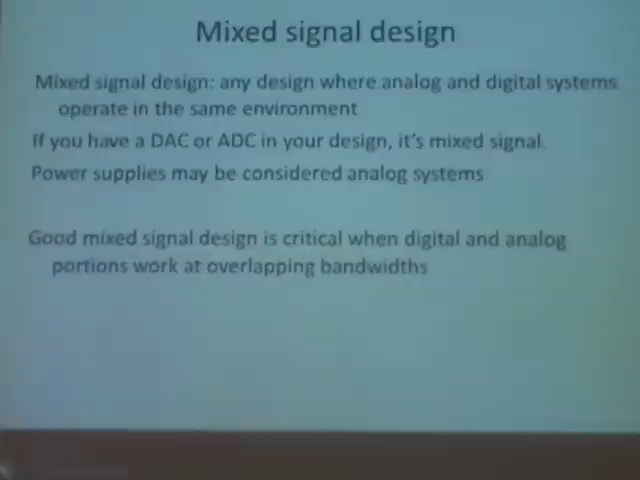 Mixed signal design
Mixed signal design: any design where analog and digital systems
operate in the same environment
If you have a DAC or ADC in your design, it's mixed signal.
Power supplies may be considered analog systems
Good mixed signal design is critical when digital and analog
portions work at overlapping bandwidths